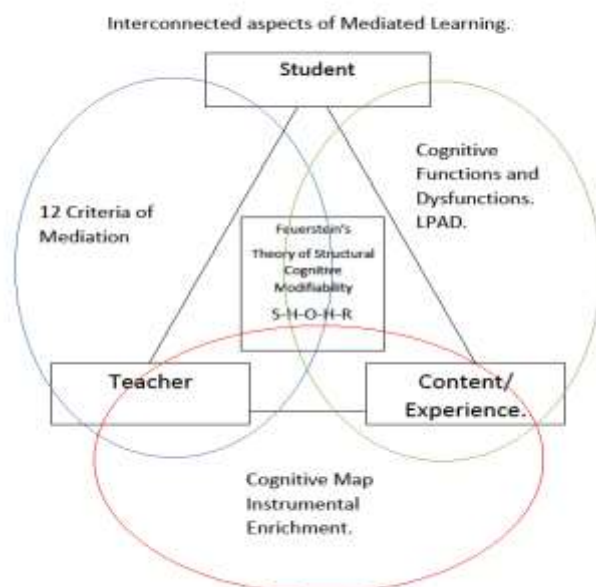 Interconnected aspects of Mediated Learning.
Student
Cognitive
Functions and
Dysfunctions.
LPAD.
12 Criteria of
Mediation
Feuerstein's
Theory of Structural
Cognitive
Modifiability
S-H-O-H-R
Teacher
Content/
Experience.
Cognitive Map
Instrumental
Enrichment.